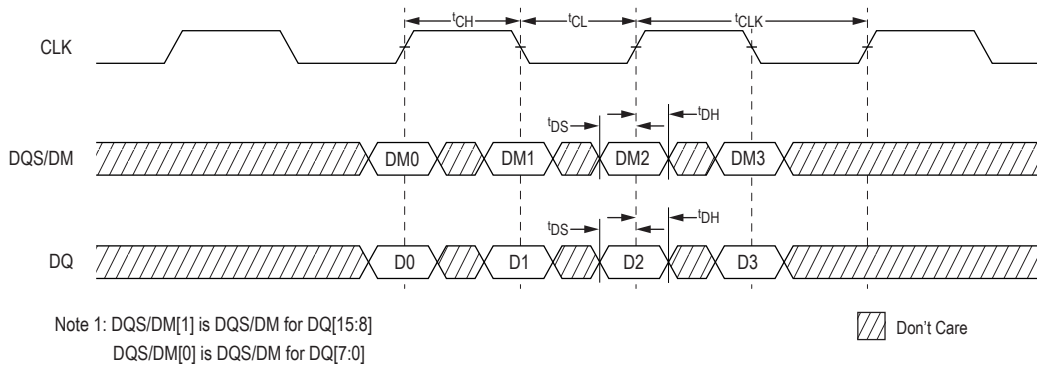 tCH tCL tCLK
CLK
tDS tDH
DQS/DM DM0 DM1 DM2 DM3
tDS tDH
DQ D0 D1 D2 D3
Note 1: DQS/DM[1] is DQS/DM for DQ[15:8]
DQS/DM[0] is DQS/DM for DQ[7:0]
Don't Care